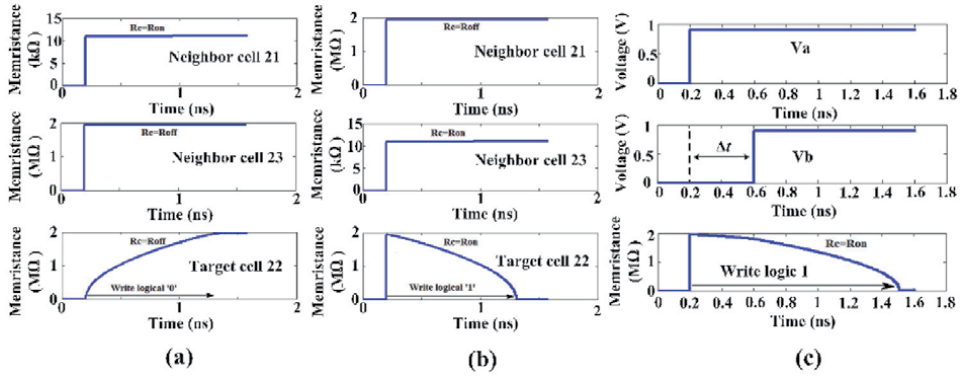 Memristance
(kΩ)
15
10
5
0
Rc=Ron
Neighbor cell 21
0
1
2
Time (ns)
Memristance
(MΩ)
2
1
0
Rc=Roff
Neighbor cell 23
0
1
2
Time (ns)
Memristance
(MΩ)
2
1
0
Rc=Roff
Target cell 22
Write logical '0'
0
1
2
Time (ns)
(a)
Memristance
(MΩ)
2
1
0
Rc=Roff
Neighbor cell 21
0
1
2
Time (ns)
Memristance
(kΩ)
15
10
5
0
Rc=Ron
Neighbor cell 23
0
1
2
Time (ns)
Memristance
(MΩ)
2
1
0
Rc=Ron
Target cell 22
Write logical '1'
0
1
2
Time (ns)
(b)
Voltage (V)
1
0.5
0
Va
0 0.2 0.4 0.6 0.8 1 1.2 1.4 1.6 1.8
Time (ns)
Voltage (V)
1
0.5
0
Δt
Vb
0 0.2 0.4 0.6 0.8 1 1.2 1.4 1.6 1.8
Time (ns)
Memristance
(MΩ)
2
1
0
Rc=Ron
Write logic 1
0 0.2 0.4 0.6 0.8 1 1.2 1.4 1.6 1.8
Time (ns)
(c)